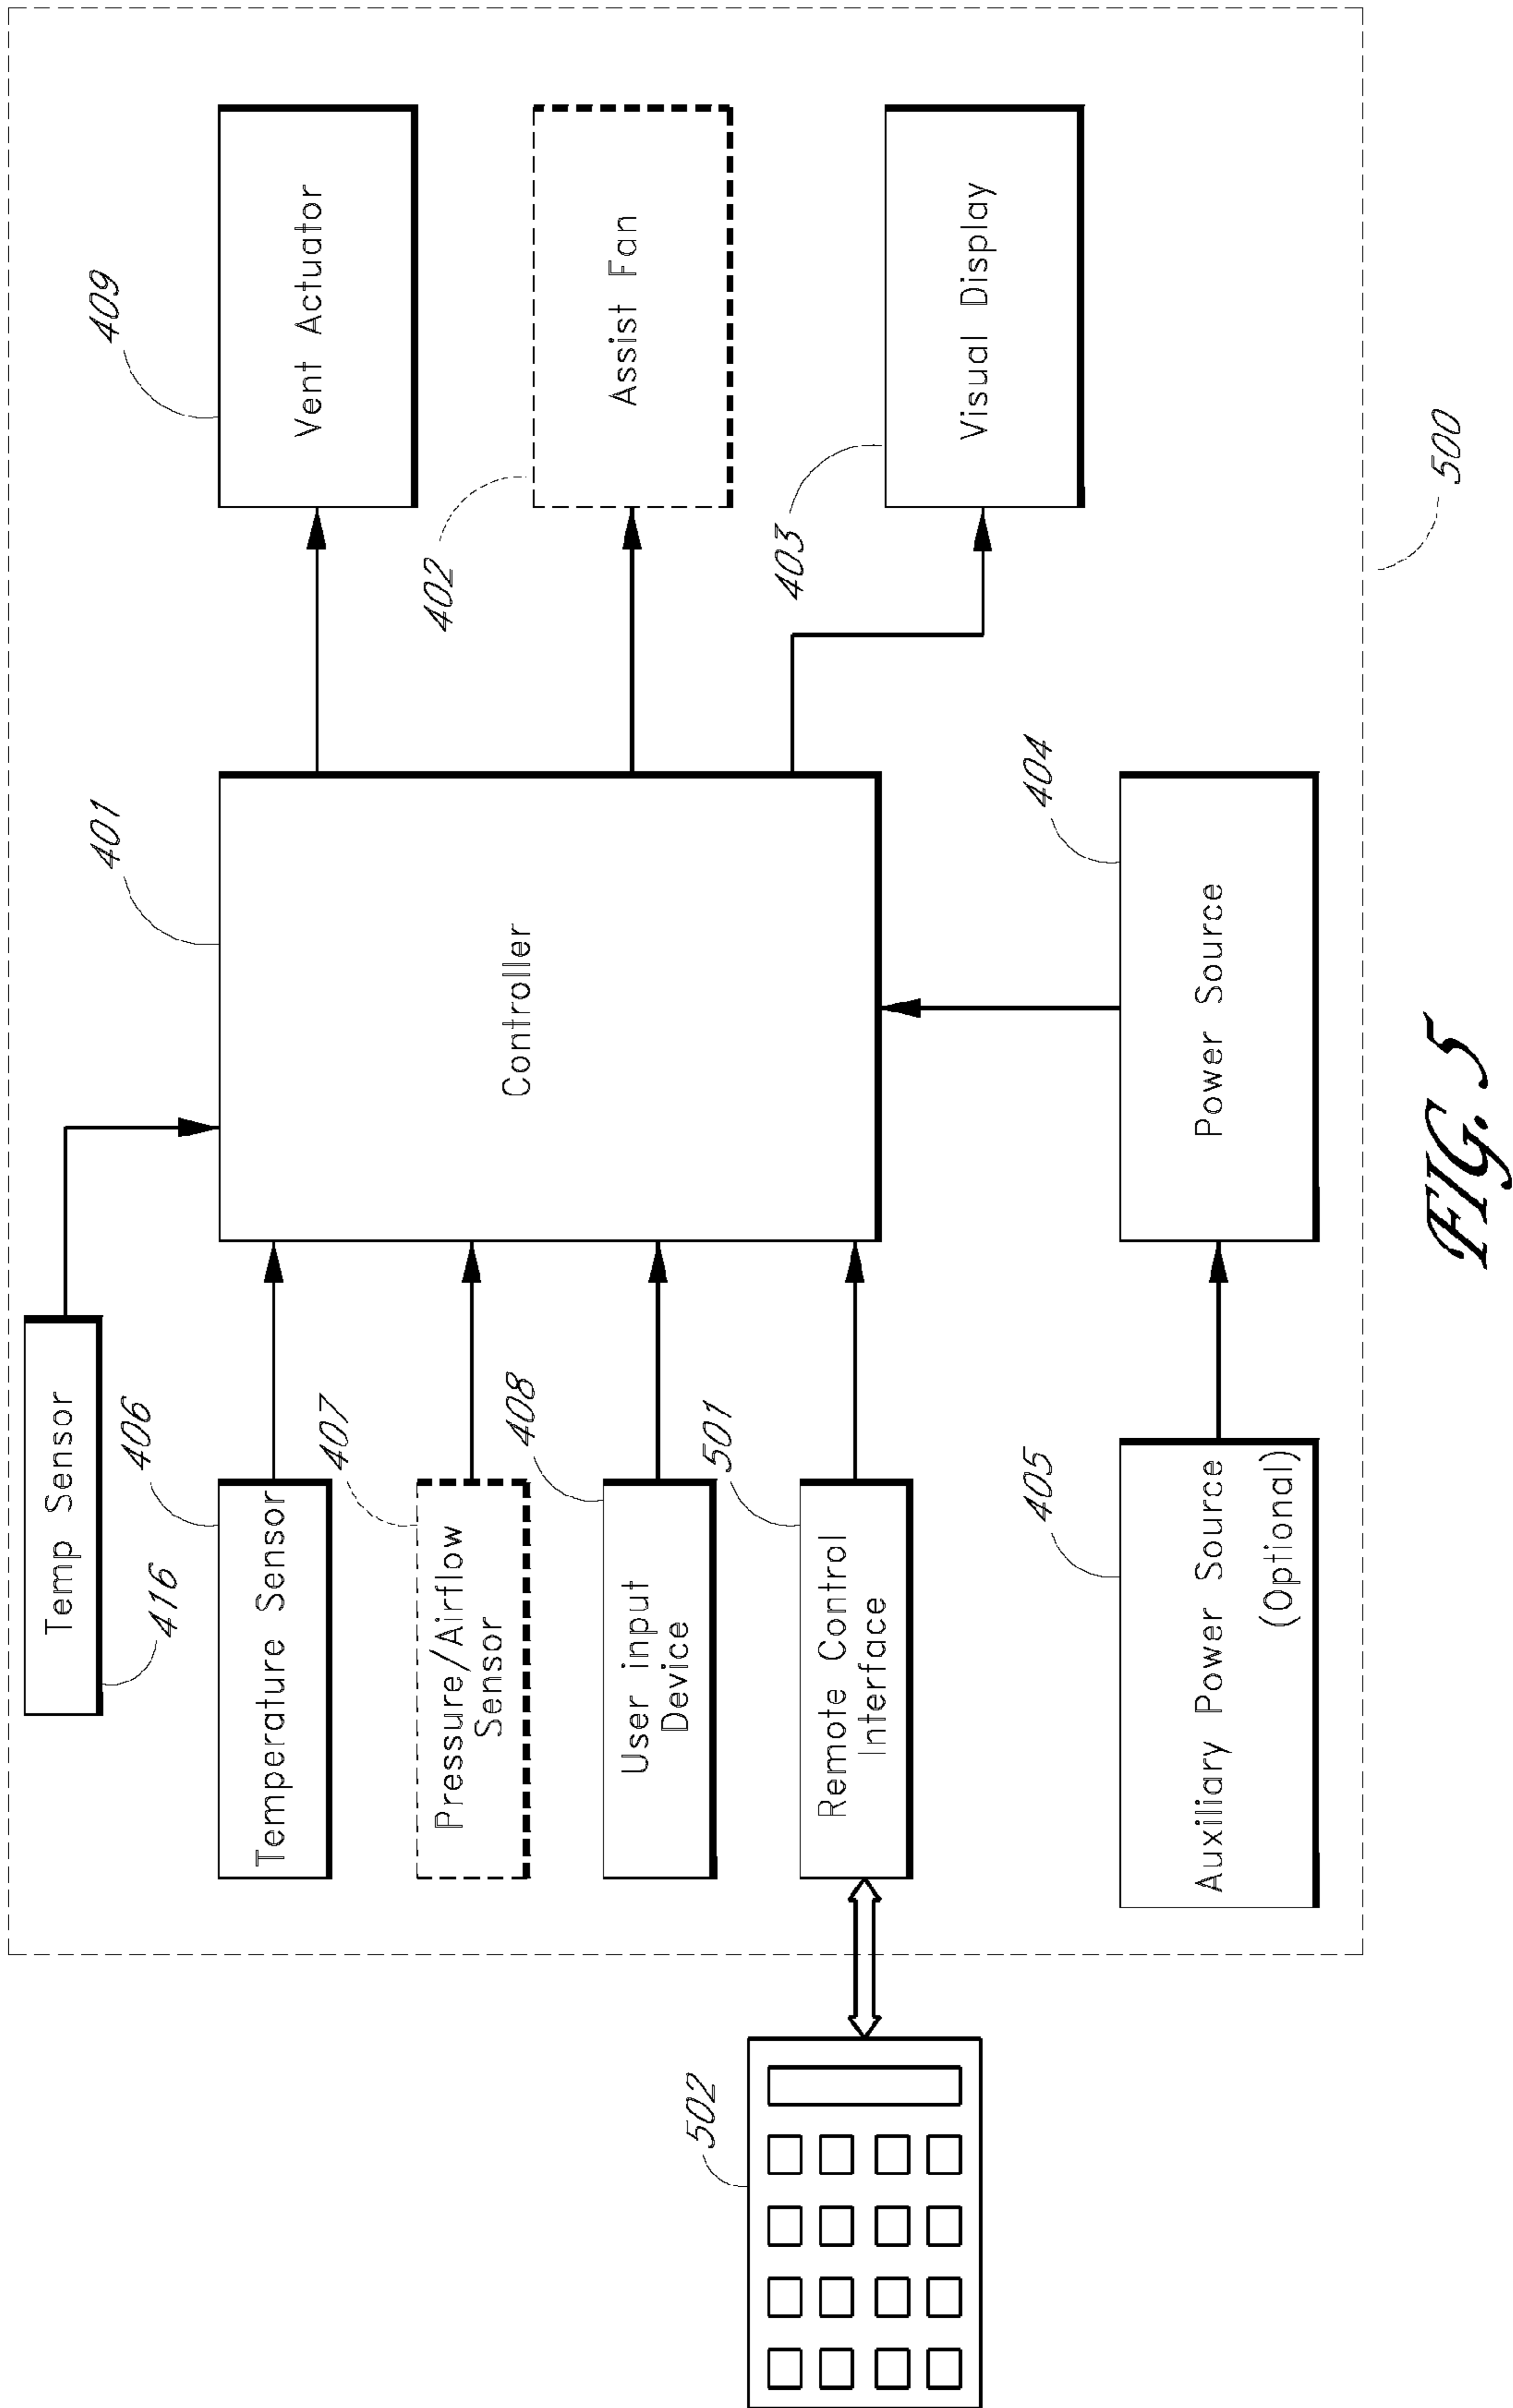 416
Temp Sensor
406
Temperature Sensor
407
Pressure/Airflow
Sensor
408
User input
Device
501
Remote Control
Interface
502
405
Auxiliary Power Source
(Optional)
401
Controller
404
Power Source
409
Vent Actuator
402
Assist Fan
403
Visual Display
500
FIG. 5